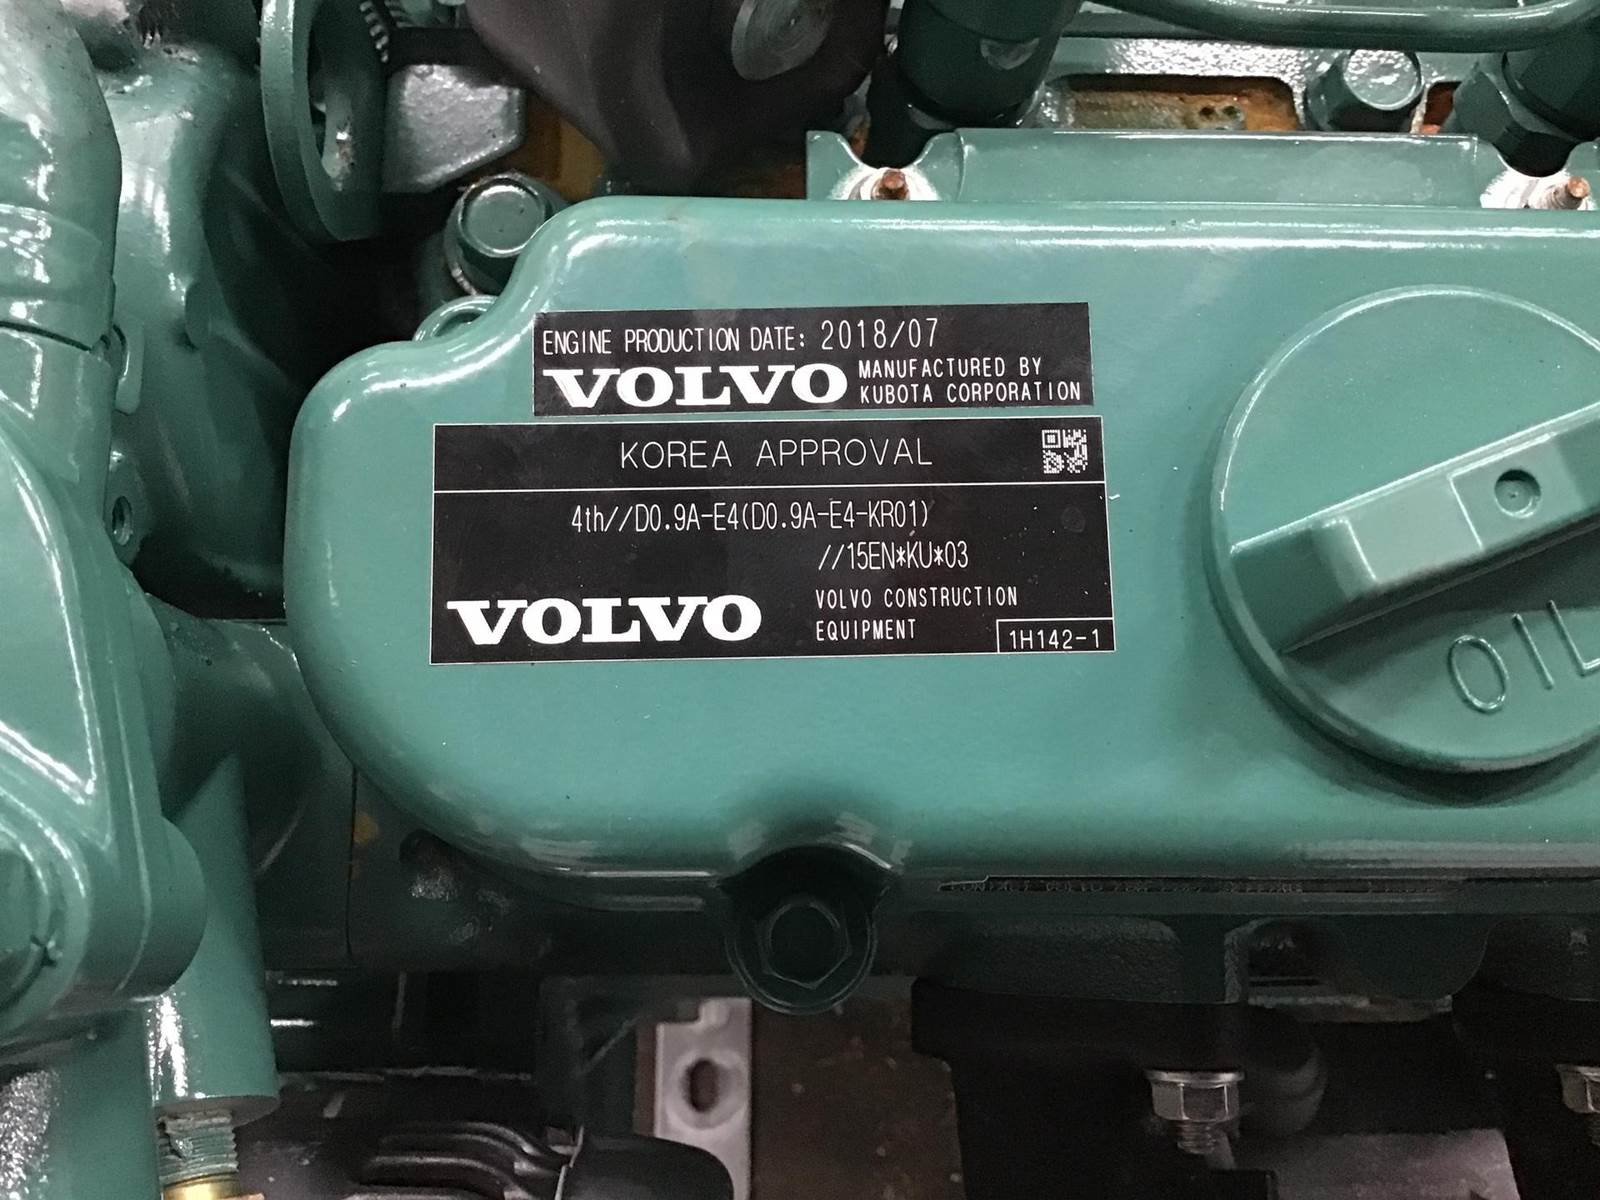 ENGINE PRODUCTION DATE: 2018/07
VOLVO
MANUFACTURED BY
KUBOTA CORPORATION
KOREA APPROVAL
4th//D0.9A-E4(D0.9A-E4-KR01)
//15EN*KU*03
VOLVO
VOLVO CONSTRUCTION
EQUIPMENT
1H142-1
OIL